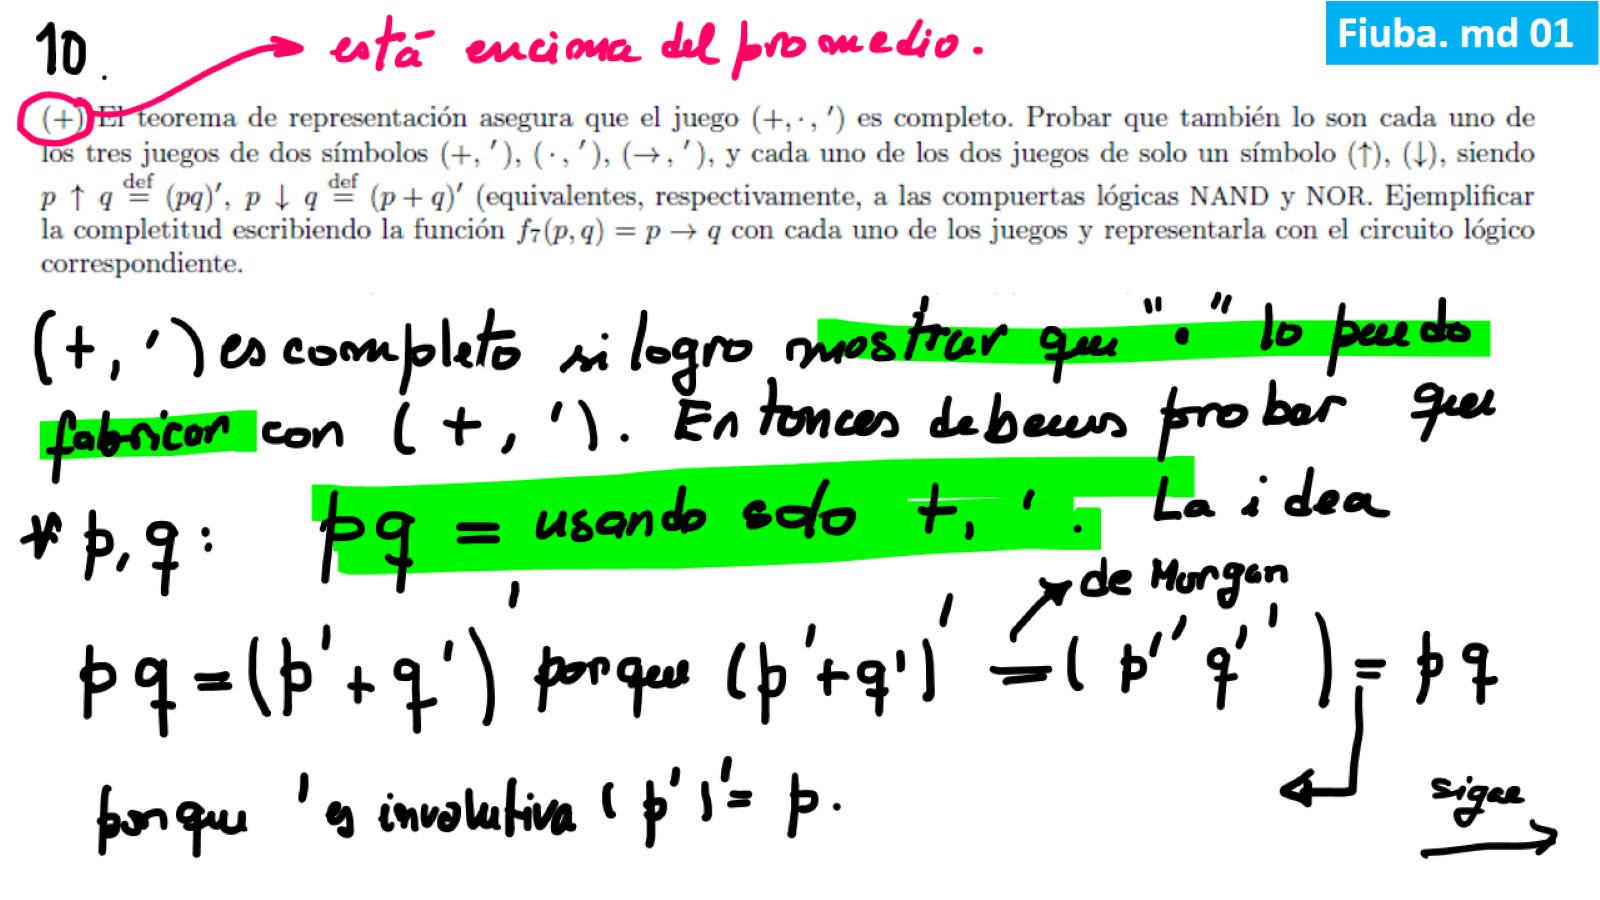 10.
está encima del promedio.
Fiuba. md 01
(+) El teorema de representación asegura que el juego (+, ·, ′) es completo. Probar que también lo son cada uno de
los tres juegos de dos símbolos (+, ′), (·, ′), (→, ′), y cada uno de los dos juegos de solo un símbolo (↑), (↓), siendo
p ↑ q def= (pq)′, p ↓ q def= (p + q)′ (equivalentes, respectivamente, a las compuertas lógicas NAND y NOR. Ejemplificar
la completitud escribiendo la función f₇(p, q) = p → q con cada uno de los juegos y representarla con el circuito lógico
correspondiente.
(+, ') es completo si logro mostrar que "•" lo puedo
fabricar con (+, '). Entonces debemos probar que
∀ p, q: pq = usando solo +, '. La idea
de Morgan
pq = (p' + q')' porque (p' + q')' = (p'' q'') = pq
porque ' es involutiva (p')' = p.
sigue